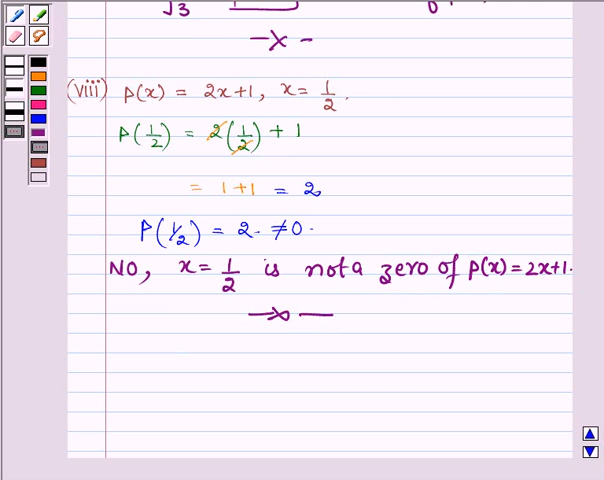 √3
—x —
(viii) p(x) = 2x+1, x = 1/2.
p(1/2) = 2(1/2) + 1
= 1+1 = 2
P(1/2) = 2. ≠0.
NO, x = 1/2 is not a zero of p(x) = 2x+1.